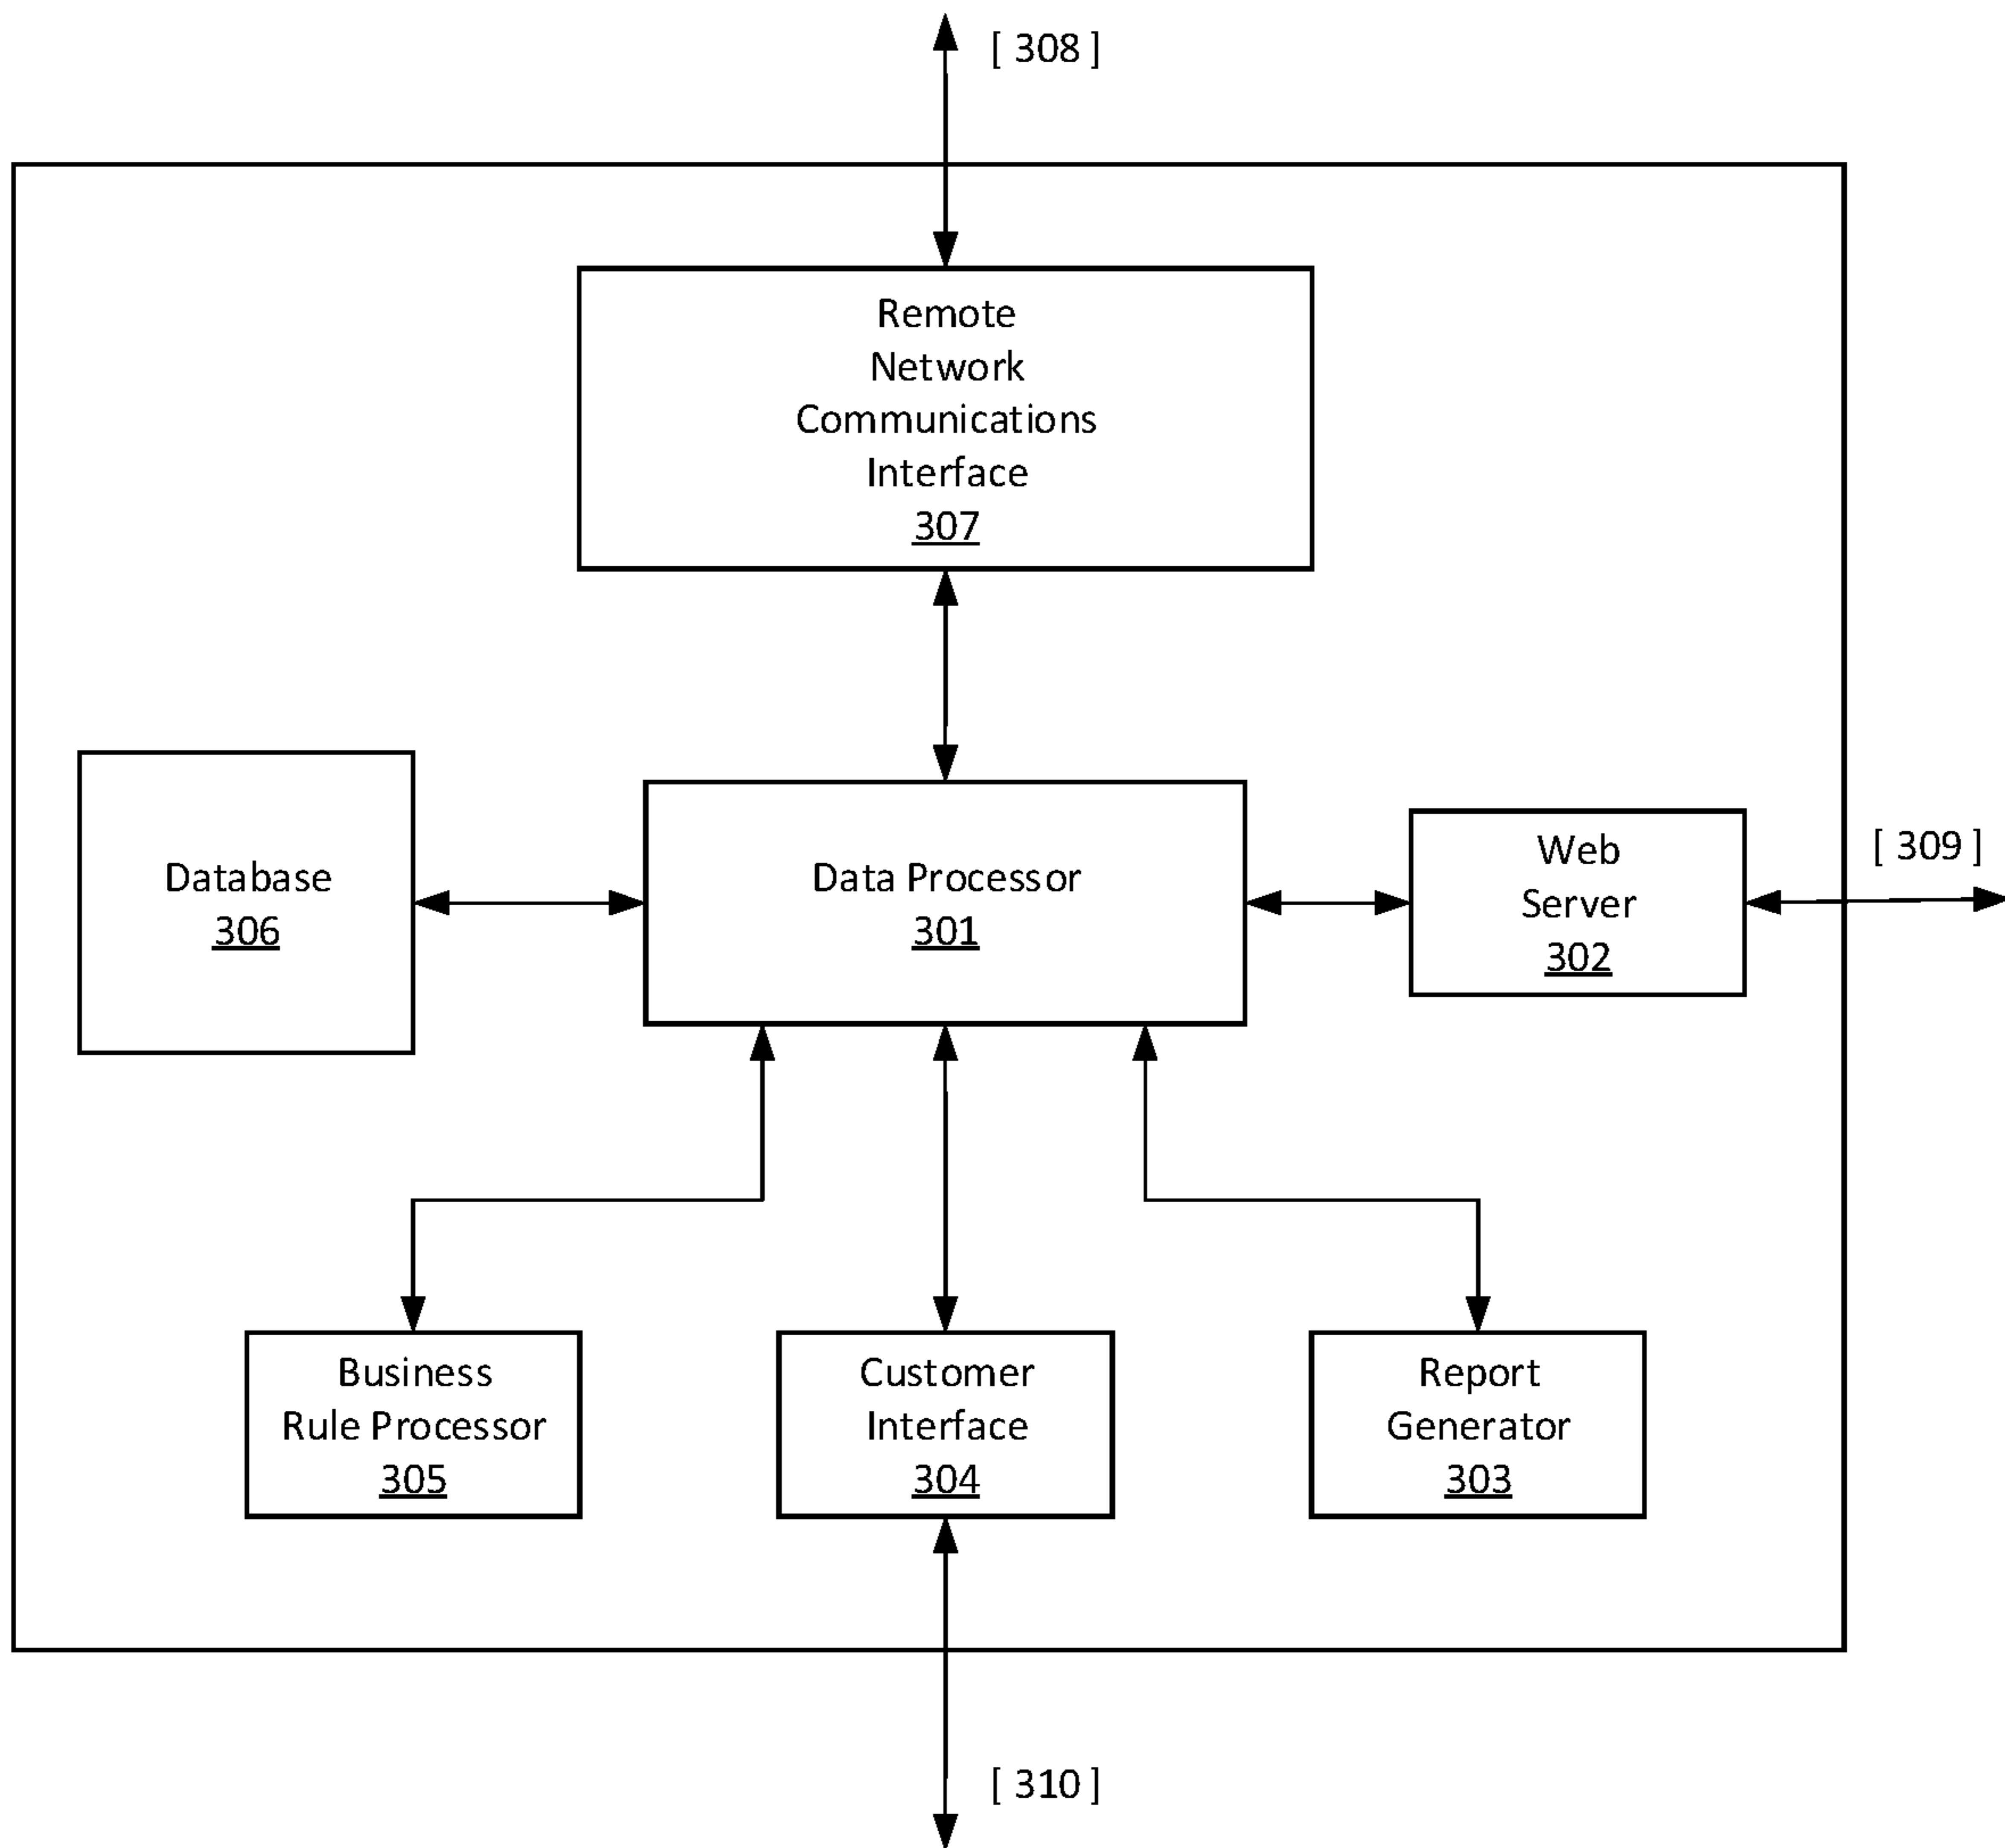 [ 308 ]
Remote
Network
Communications
Interface
307
Database
306
Data Processor
301
Web
Server
302
[ 309 ]
Business
Rule Processor
305
Customer
Interface
304
Report
Generator
303
[ 310 ]